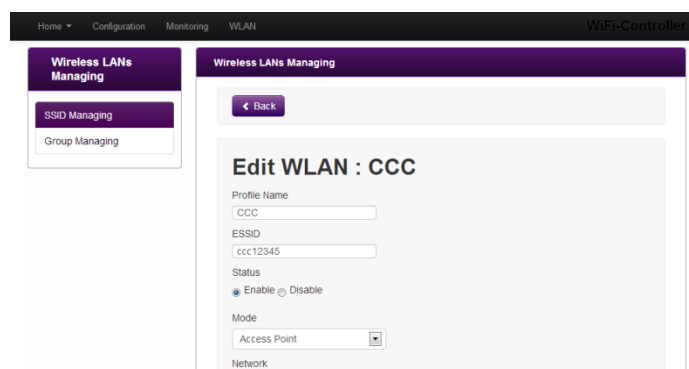 Home Configuration Monitoring WLAN WiFi-Controller
Wireless LANs
Managing
SSID Managing
Group Managing
Wireless LANs Managing
Back
Edit WLAN : CCC
Profile Name
CCC
ESSID
ccc12345
Status
Enable Disable
Mode
Access Point
Network